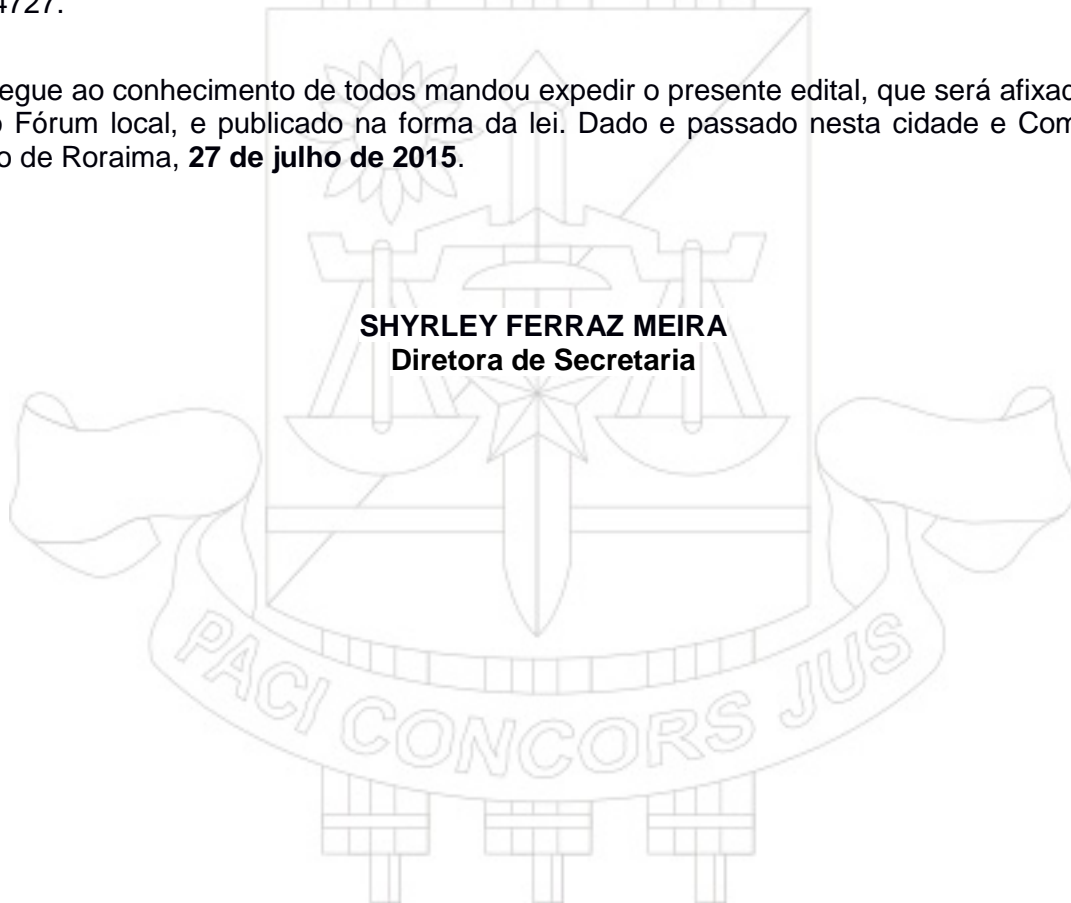 4727.
egue ao conhecimento de todos mandou expedir o presente edital, que será afixad
o Fórum local, e publicado na forma da lei. Dado e passado nesta cidade e Com
o de Roraima, 27 de julho de 2015.
SHYRLEY FERRAZ MEIRA
Diretora de Secretaria
PACI CONCORS JUS